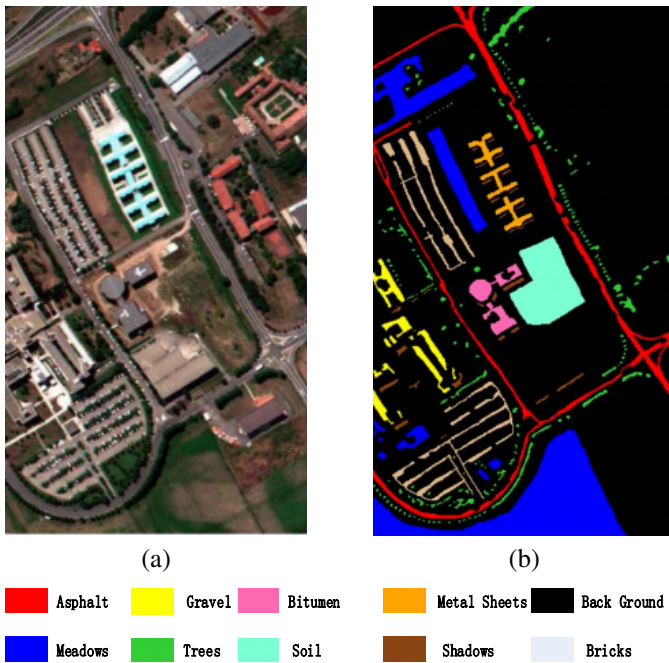 (a) (b)
Asphalt Gravel Bitumen Metal Sheets Back Ground
Meadows Trees Soil Shadows Bricks